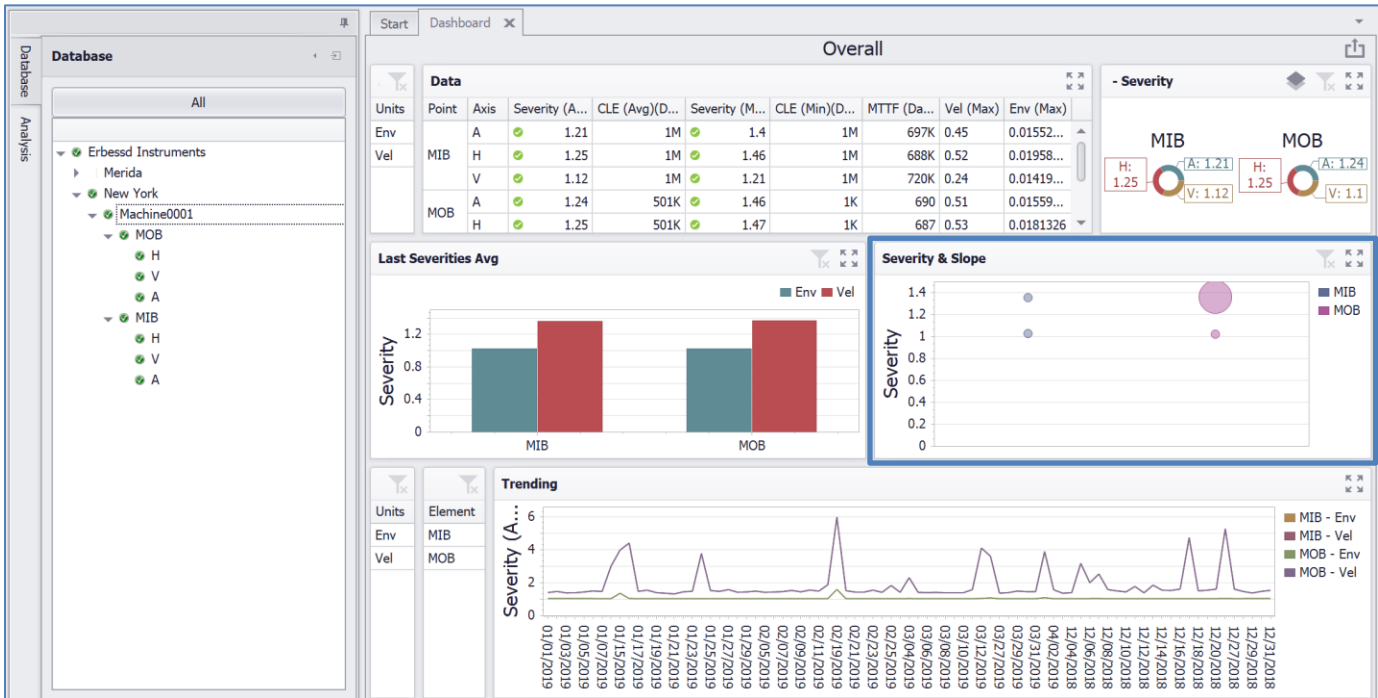 Start
Dashboard
Database
Analysis
Database
All
Erbessd Instruments
Merida
New York
Machine0001
MOB
H
V
A
MIB
H
V
A
Overall
Units
Env
Vel
Data
Point Axis Severity (A... CLE (Avg)(D... Severity (M... CLE (Min)(D... MTTF (Da... Vel (Max) Env (Max)
MIB A 1.21 1M 1.4 1M 697K 0.45 0.01552...
H 1.25 1M 1.46 1M 688K 0.52 0.01958...
V 1.12 1M 1.21 1M 720K 0.24 0.01419...
MOB A 1.24 501K 1.46 1K 690 0.51 0.01559...
H 1.25 501K 1.47 1K 687 0.53 0.0181326
- Severity
MIB
H: 1.25
A: 1.21
V: 1.12
MOB
H: 1.25
A: 1.24
V: 1.1
Last Severities Avg
Env Vel
Severity
1.2
0.8
0.4
0
MIB MOB
Severity & Slope
MIB
MOB
Severity
1.4
1.2
1
0.8
0.6
0.4
0.2
0
Units
Env
Vel
Element
MIB
MOB
Trending
Severity (A...
6
4
2
0
MIB - Env
MIB - Vel
MOB - Env
MOB - Vel
01/01/2019
01/03/2019
01/05/2019
01/07/2019
01/15/2019
01/17/2019
01/19/2019
01/21/2019
01/23/2019
01/25/2019
01/27/2019
01/29/2019
02/05/2019
02/07/2019
02/09/2019
02/11/2019
02/19/2019
02/21/2019
02/23/2019
02/25/2019
03/04/2019
03/06/2019
03/08/2019
03/10/2019
03/12/2019
03/27/2019
03/29/2019
03/31/2019
04/02/2019
12/04/2018
12/06/2018
12/08/2018
12/10/2018
12/12/2018
12/14/2018
12/16/2018
12/18/2018
12/20/2018
12/27/2018
12/29/2018
12/31/2018